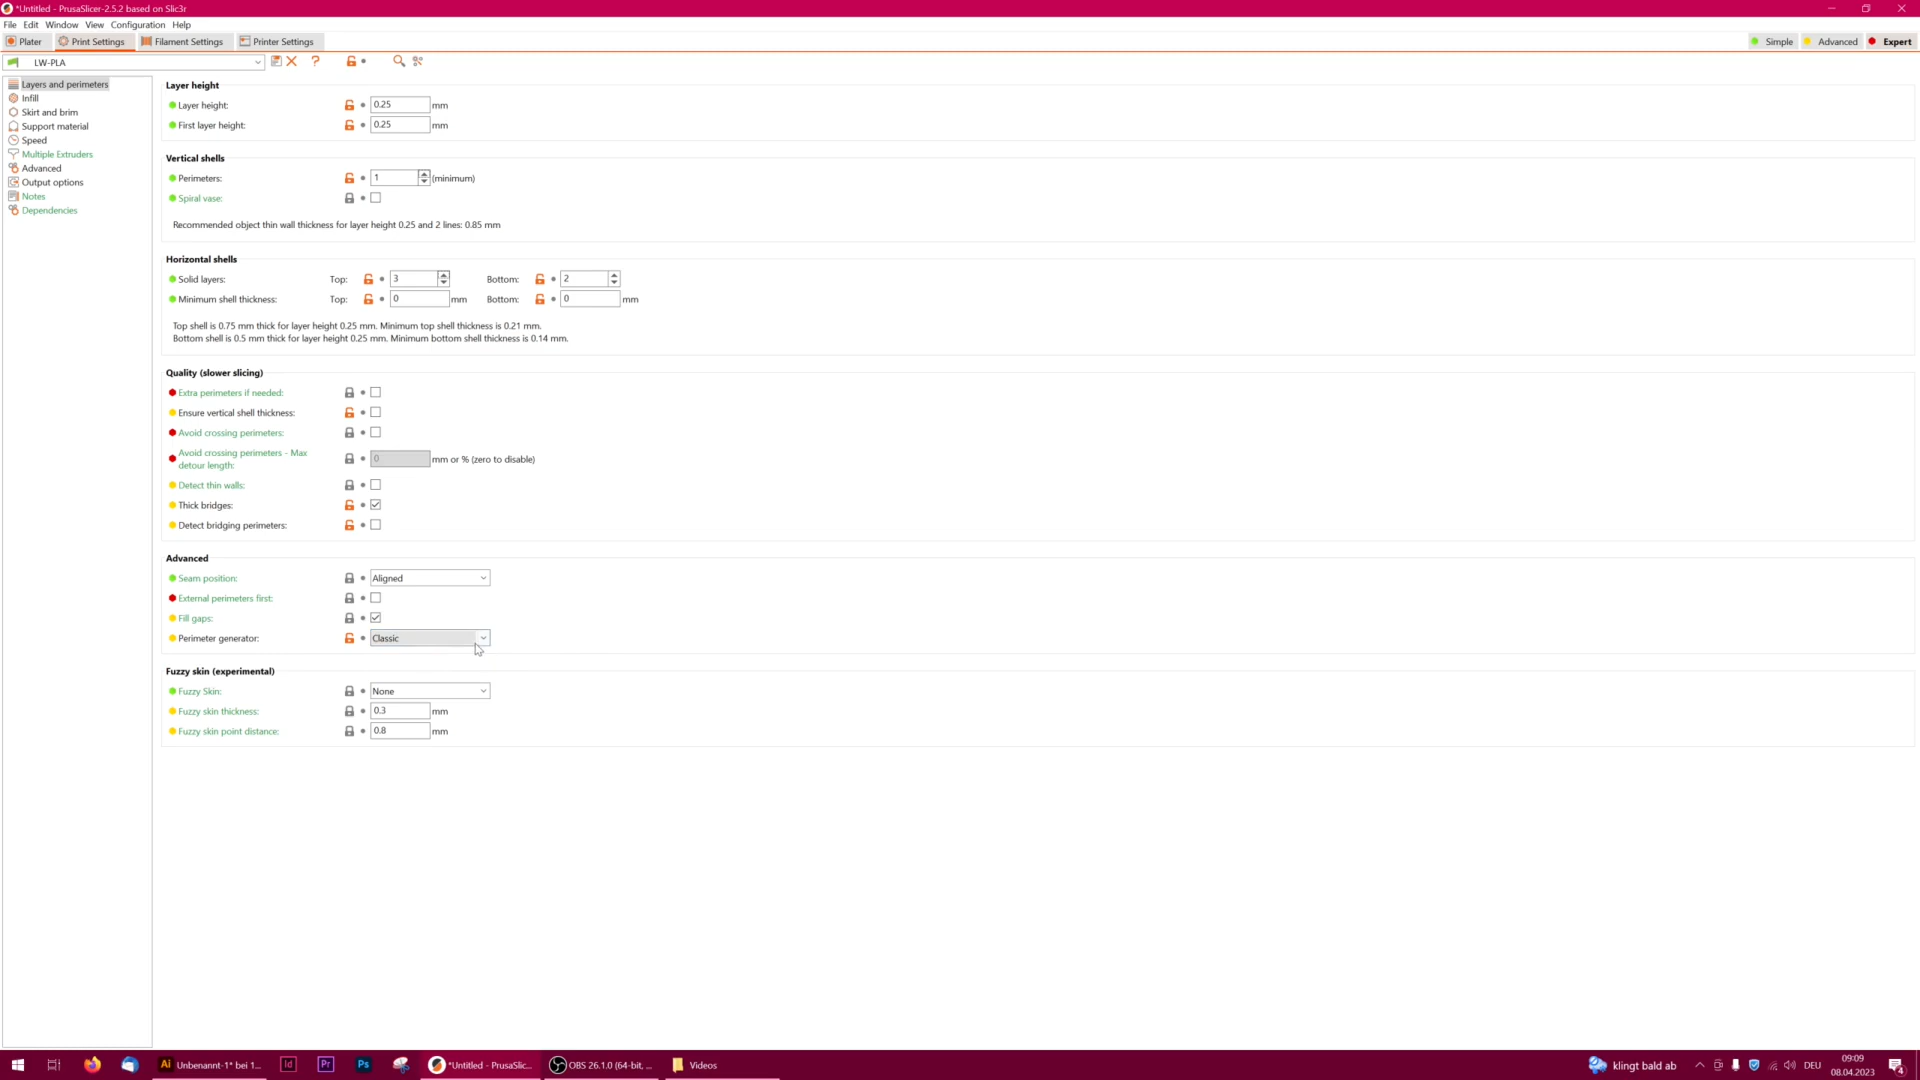 *Untitled - PrusaSlicer-2.5.2 based on Slic3r
File Edit Window View Configuration Help
Plater Print Settings Filament Settings Printer Settings Simple Advanced Expert
LW-PLA
Layers and perimeters
Infill
Skirt and brim
Support material
Speed
Multiple Extruders
Advanced
Output options
Notes
Dependencies
Layer height
Layer height: 0.25 mm
First layer height: 0.25 mm
Vertical shells
Perimeters: 1 (minimum)
Spiral vase:
Recommended object thin wall thickness for layer height 0.25 and 2 lines: 0.85 mm
Horizontal shells
Solid layers: Top: 3 Bottom: 2
Minimum shell thickness: Top: 0 mm Bottom: 0 mm
Top shell is 0.75 mm thick for layer height 0.25 mm. Minimum top shell thickness is 0.21 mm.
Bottom shell is 0.5 mm thick for layer height 0.25 mm. Minimum bottom shell thickness is 0.14 mm.
Quality (slower slicing)
Extra perimeters if needed:
Ensure vertical shell thickness:
Avoid crossing perimeters:
Avoid crossing perimeters - Max
detour length: 0 mm or % (zero to disable)
Detect thin walls:
Thick bridges:
Detect bridging perimeters:
Advanced
Seam position: Aligned
External perimeters first:
Fill gaps:
Perimeter generator: Classic
Fuzzy skin (experimental)
Fuzzy Skin: None
Fuzzy skin thickness: 0.3 mm
Fuzzy skin point distance: 0.8 mm
Ai Unbenannt-1* bei 1... Id Pr Ps *Untitled - PrusaSlic... OBS 26.1.0 (64-bit, ... Videos klingt bald ab DEU 09:09
08.04.2023 4